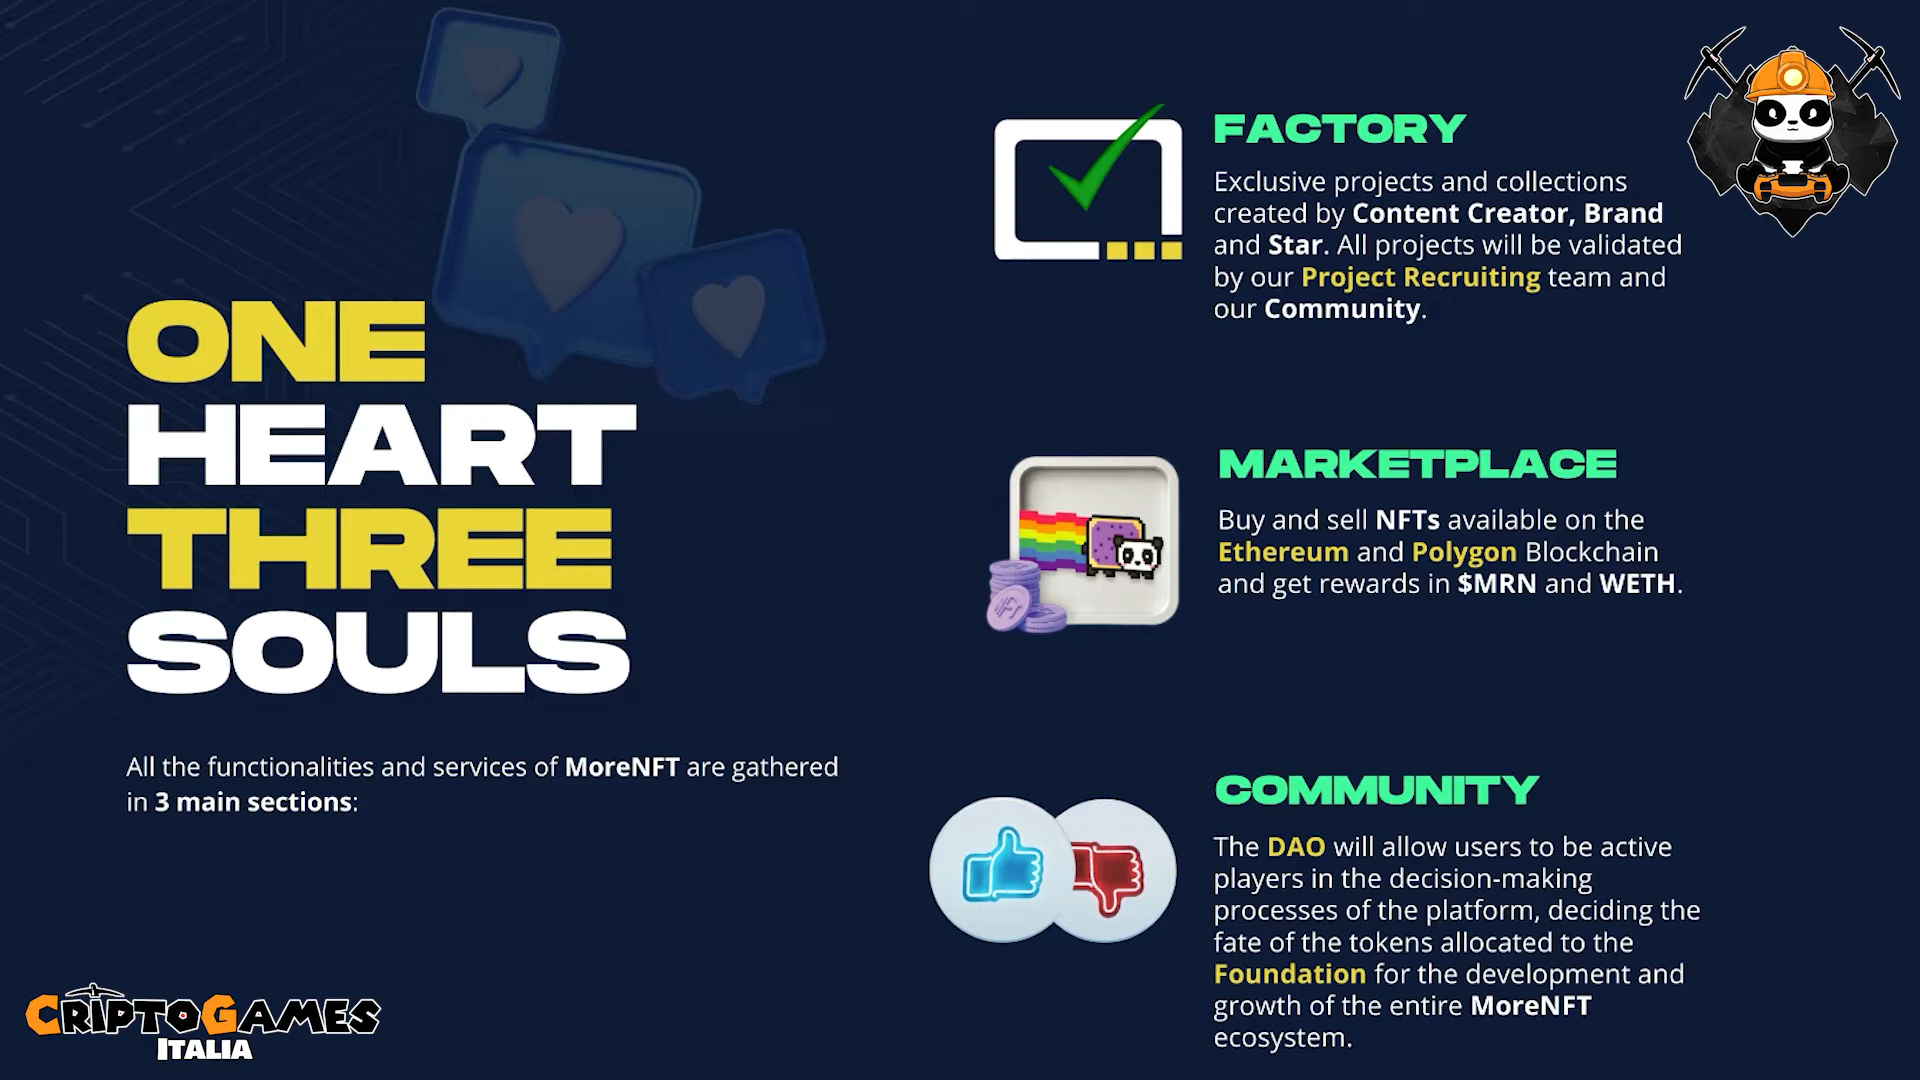 ONE
HEART
THREE
SOULS
All the functionalities and services of MoreNFT are gathered
in 3 main sections:
FACTORY
Exclusive projects and collections
created by Content Creator, Brand
and Star. All projects will be validated
by our Project Recruiting team and
our Community.
MARKETPLACE
Buy and sell NFTs available on the
Ethereum and Polygon Blockchain
and get rewards in $MRN and WETH.
COMMUNITY
The DAO will allow users to be active
players in the decision-making
processes of the platform, deciding the
fate of the tokens allocated to the
Foundation for the development and
growth of the entire MoreNFT
ecosystem.
CRIPTOGAMES
ITALIA